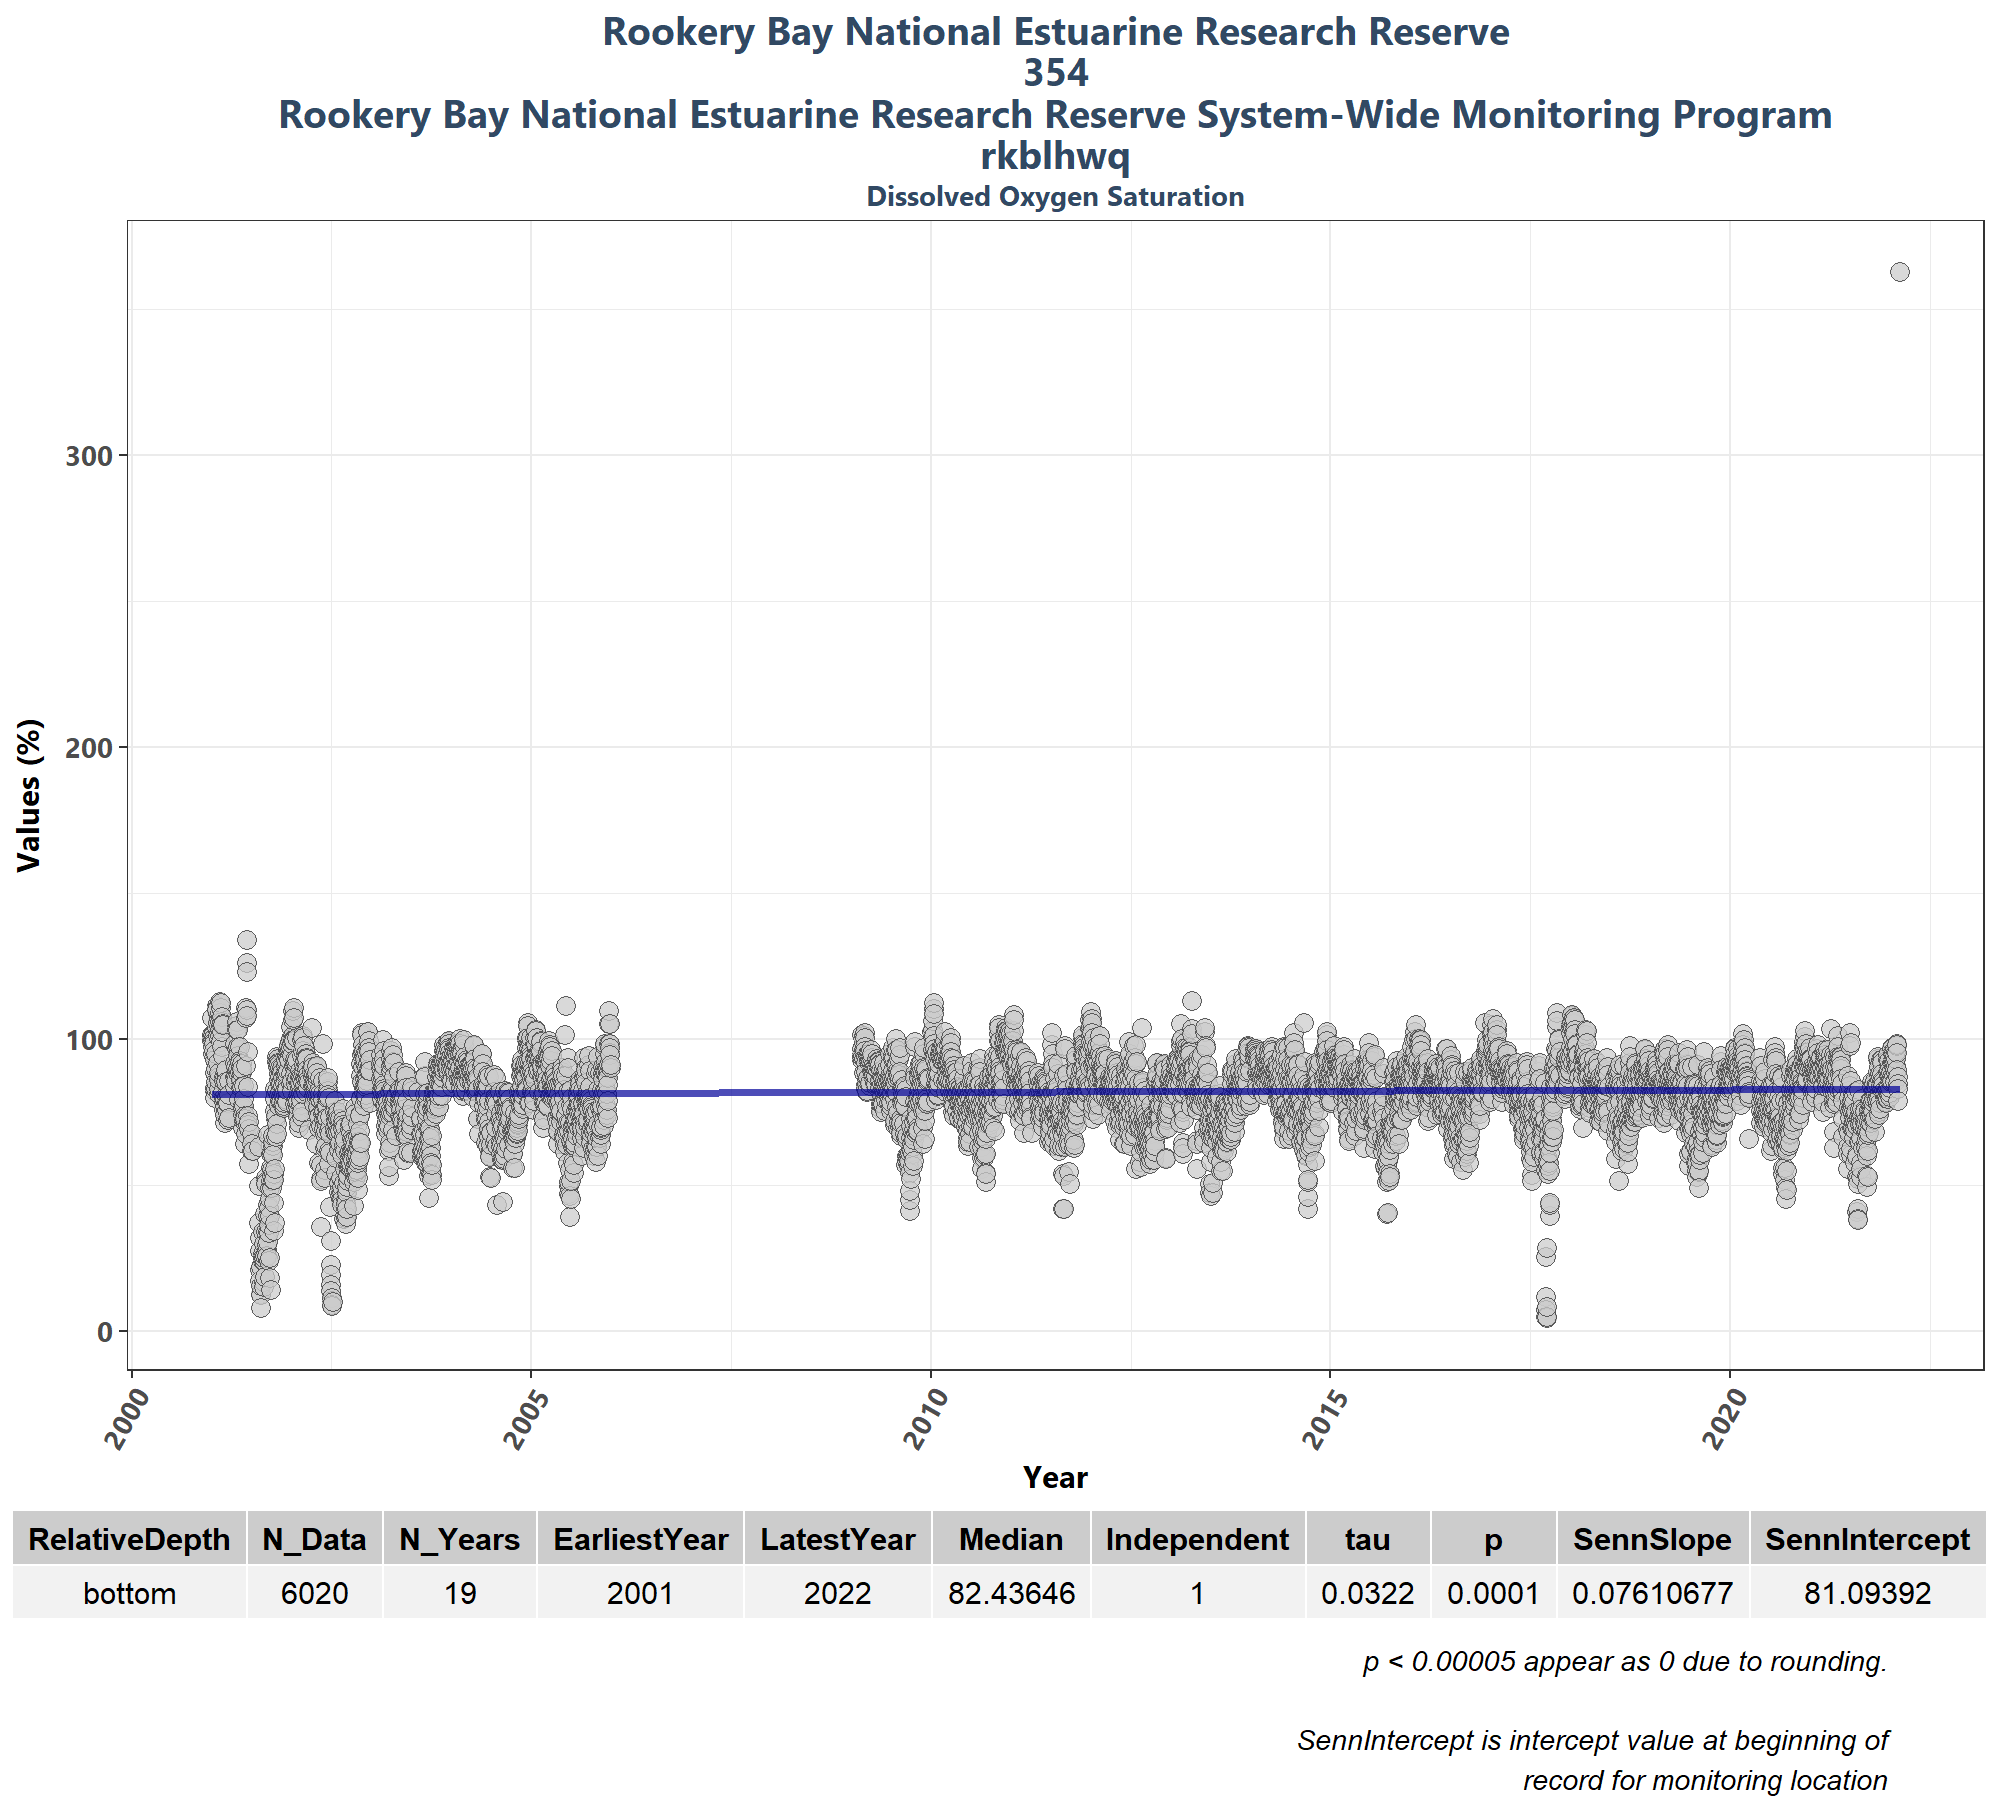 Rookery Bay National Estuarine Research Reserve
354
Rookery Bay National Estuarine Research Reserve System-Wide Monitoring Program
rkblhwq
Dissolved Oxygen Saturation
Values (%)
300
200
100
0
2000 2005 2010 2015 2020
Year
RelativeDepth N_Data N_Years EarliestYear LatestYear Median Independent tau p SennSlope SennIntercept
bottom 6020 19 2001 2022 82.43646 1 0.0322 0.0001 0.07610677 81.09392
p < 0.00005 appear as 0 due to rounding.
SennIntercept is intercept value at beginning of
record for monitoring location